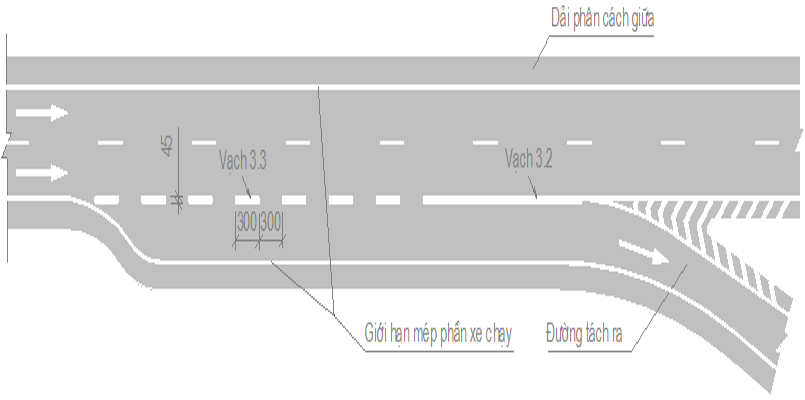 Dải phân cách giữa
45
Vạch 3.3
Vạch 3.2
300 300
Giới hạn mép phần xe chạy
Đường tách ra